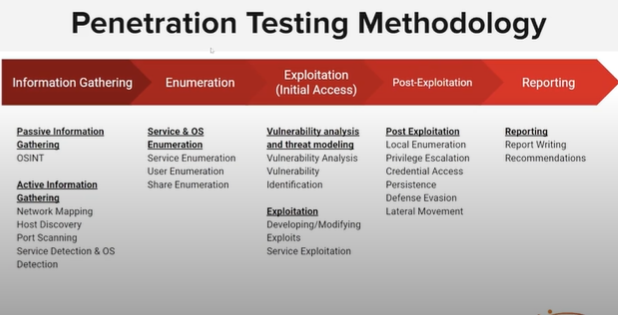 Penetration Testing Methodology
Information Gathering
Enumeration
Exploitation
(Initial Access)
Post-Exploitation
Reporting
Passive Information
Gathering
OSINT
Active Information
Gathering
Network Mapping
Host Discovery
Port Scanning
Service Detection & OS
Detection
Service & OS
Enumeration
Service Enumeration
User Enumeration
Share Enumeration
Vulnerability analysis
and threat modeling
Vulnerability Analysis
Vulnerability
Identification
Exploitation
Developing/Modifying
Exploits
Service Exploitation
Post Exploitation
Local Enumeration
Privilege Escalation
Credential Access
Persistence
Defense Evasion
Lateral Movement
Reporting
Report Writing
Recommendations